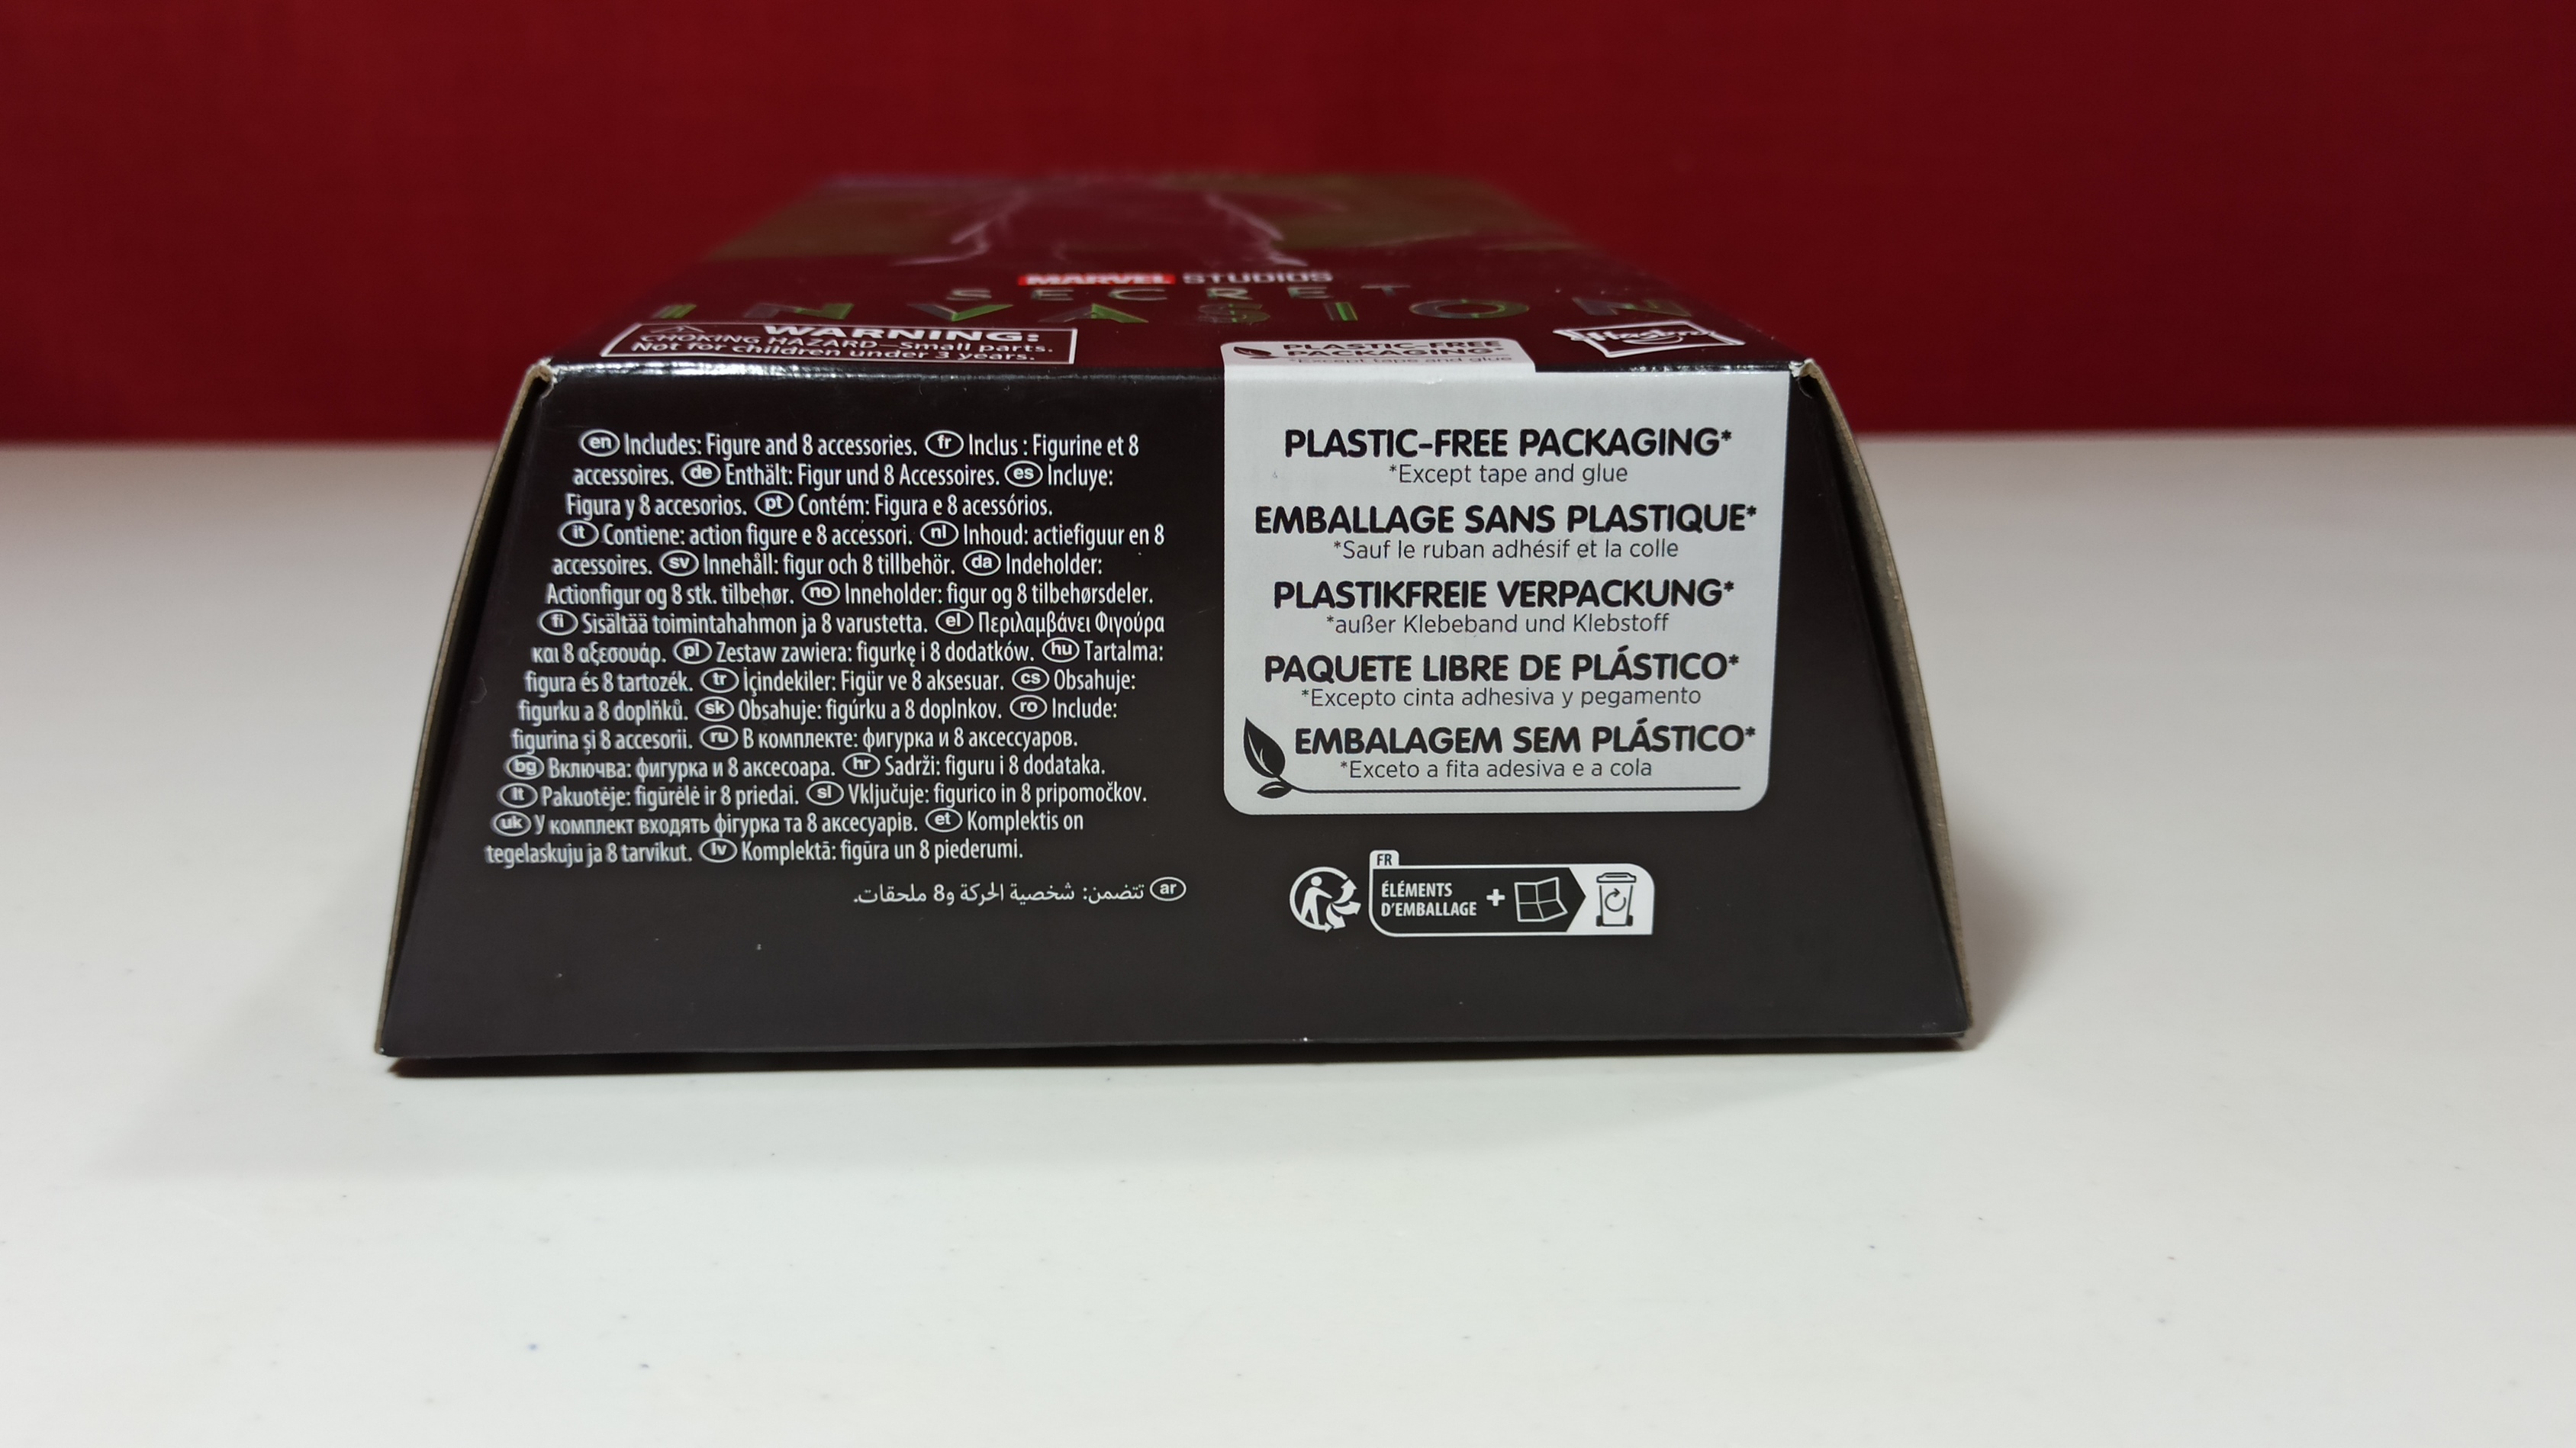 MARVEL STUDIOS
SECRET
INVASION
WARNING:
CHOKING HAZARD—Small parts.
Not for children under 3 years.
PLASTIC-FREE
PACKAGING*
*Except tape and glue
Hasbro
en Includes: Figure and 8 accessories. fr Inclus : Figurine et 8
accessoires. de Enthält: Figur und 8 Accessoires. es Incluye:
Figura y 8 accesorios. pt Contém: Figura e 8 acessórios.
it Contiene: action figure e 8 accessori. nl Inhoud: actiefiguur en 8
accessoires. sv Innehåll: figur och 8 tillbehör. da Indeholder:
Actionfigur og 8 stk. tilbehør. no Inneholder: figur og 8 tilbehørsdeler.
fi Sisältää toimintahahmon ja 8 varustetta. el Περιλαμβάνει Φιγούρα
και 8 αξεσουάρ. pl Zestaw zawiera: figurkę i 8 dodatków. hu Tartalma:
figura és 8 tartozék. tr İçindekiler: Figür ve 8 aksesuar. cs Obsahuje:
figurku a 8 doplňků. sk Obsahuje: figúrku a 8 doplnkov. ro Include:
figurina și 8 accesorii. ru В комплекте: фигурка и 8 аксессуаров.
bg Включва: фигурка и 8 аксесоара. hr Sadrži: figuru i 8 dodataka.
lt Pakuotėje: figūrėlė ir 8 priedai. sl Vključuje: figurico in 8 pripomočkov.
uk У комплект входять фігурка та 8 аксесуарів. et Komplektis on
tegelaskuju ja 8 tarvikut. lv Komplektā: figūra un 8 piederumi.
ar تتضمن: شخصية الحركة و8 ملحقات.
PLASTIC-FREE PACKAGING*
*Except tape and glue
EMBALLAGE SANS PLASTIQUE*
*Sauf le ruban adhésif et la colle
PLASTIKFREIE VERPACKUNG*
*außer Klebeband und Klebstoff
PAQUETE LIBRE DE PLÁSTICO*
*Excepto cinta adhesiva y pegamento
EMBALAGEM SEM PLÁSTICO*
*Exceto a fita adesiva e a cola
FR
ÉLÉMENTS
D'EMBALLAGE +